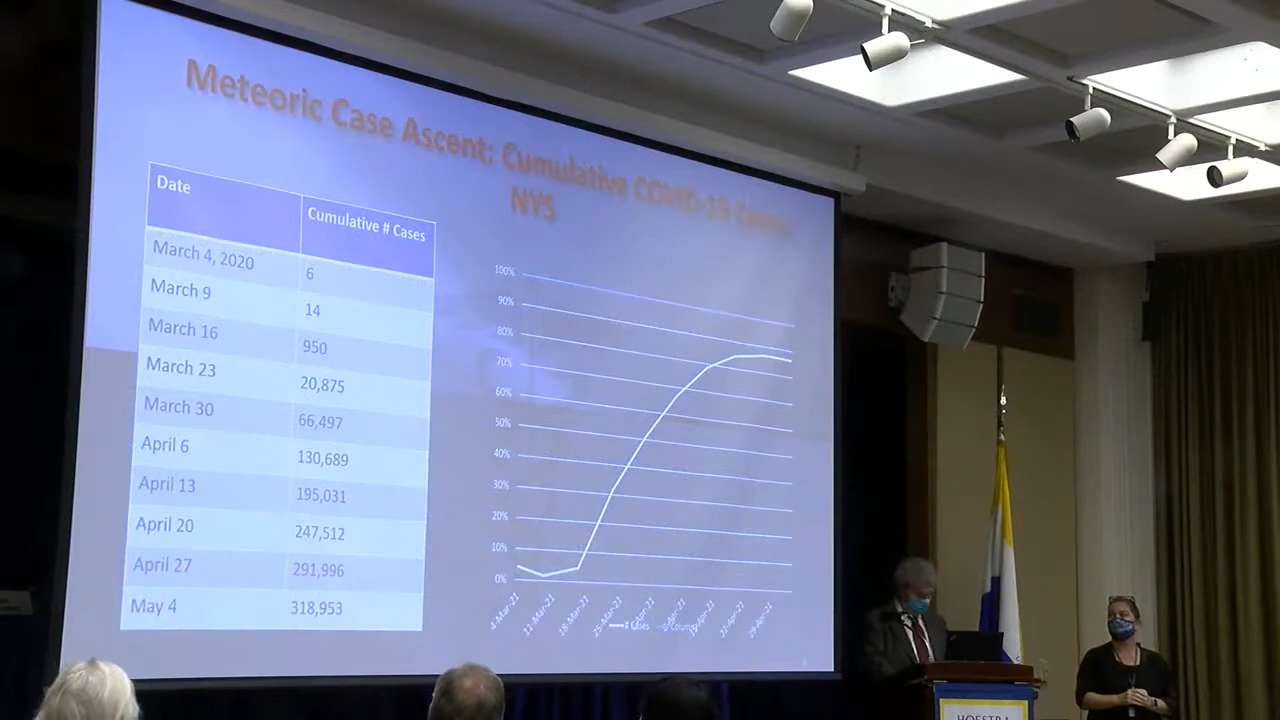 Meteoric Case Ascent: Cumulative COVID-19 Cases
NYS
Date Cumulative # Cases
March 4, 2020 6
March 9 14
March 16 950
March 23 20,875
March 30 66,497
April 6 130,689
April 13 195,031
April 20 247,512
April 27 291,996
May 4 318,953
100%
90%
80%
70%
60%
50%
40%
30%
20%
10%
0%
4-Mar-21 11-Mar-21 18-Mar-21 25-Mar-21 22-Apr-21 29-Apr-21
# Cases
HOFSTRA